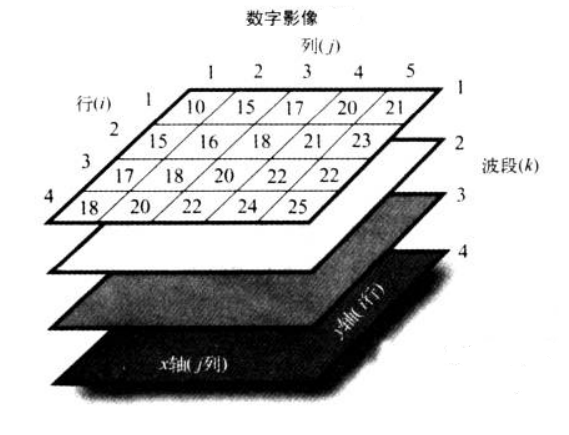 数字影像
列(j)
1 2 3 4 5
行(i)
1 10 15 17 20 21 1
2 15 16 18 21 23 2
波段(k)
3 17 18 20 22 22 3
4 18 20 22 24 25 4
y轴(i行)
x轴(j列)